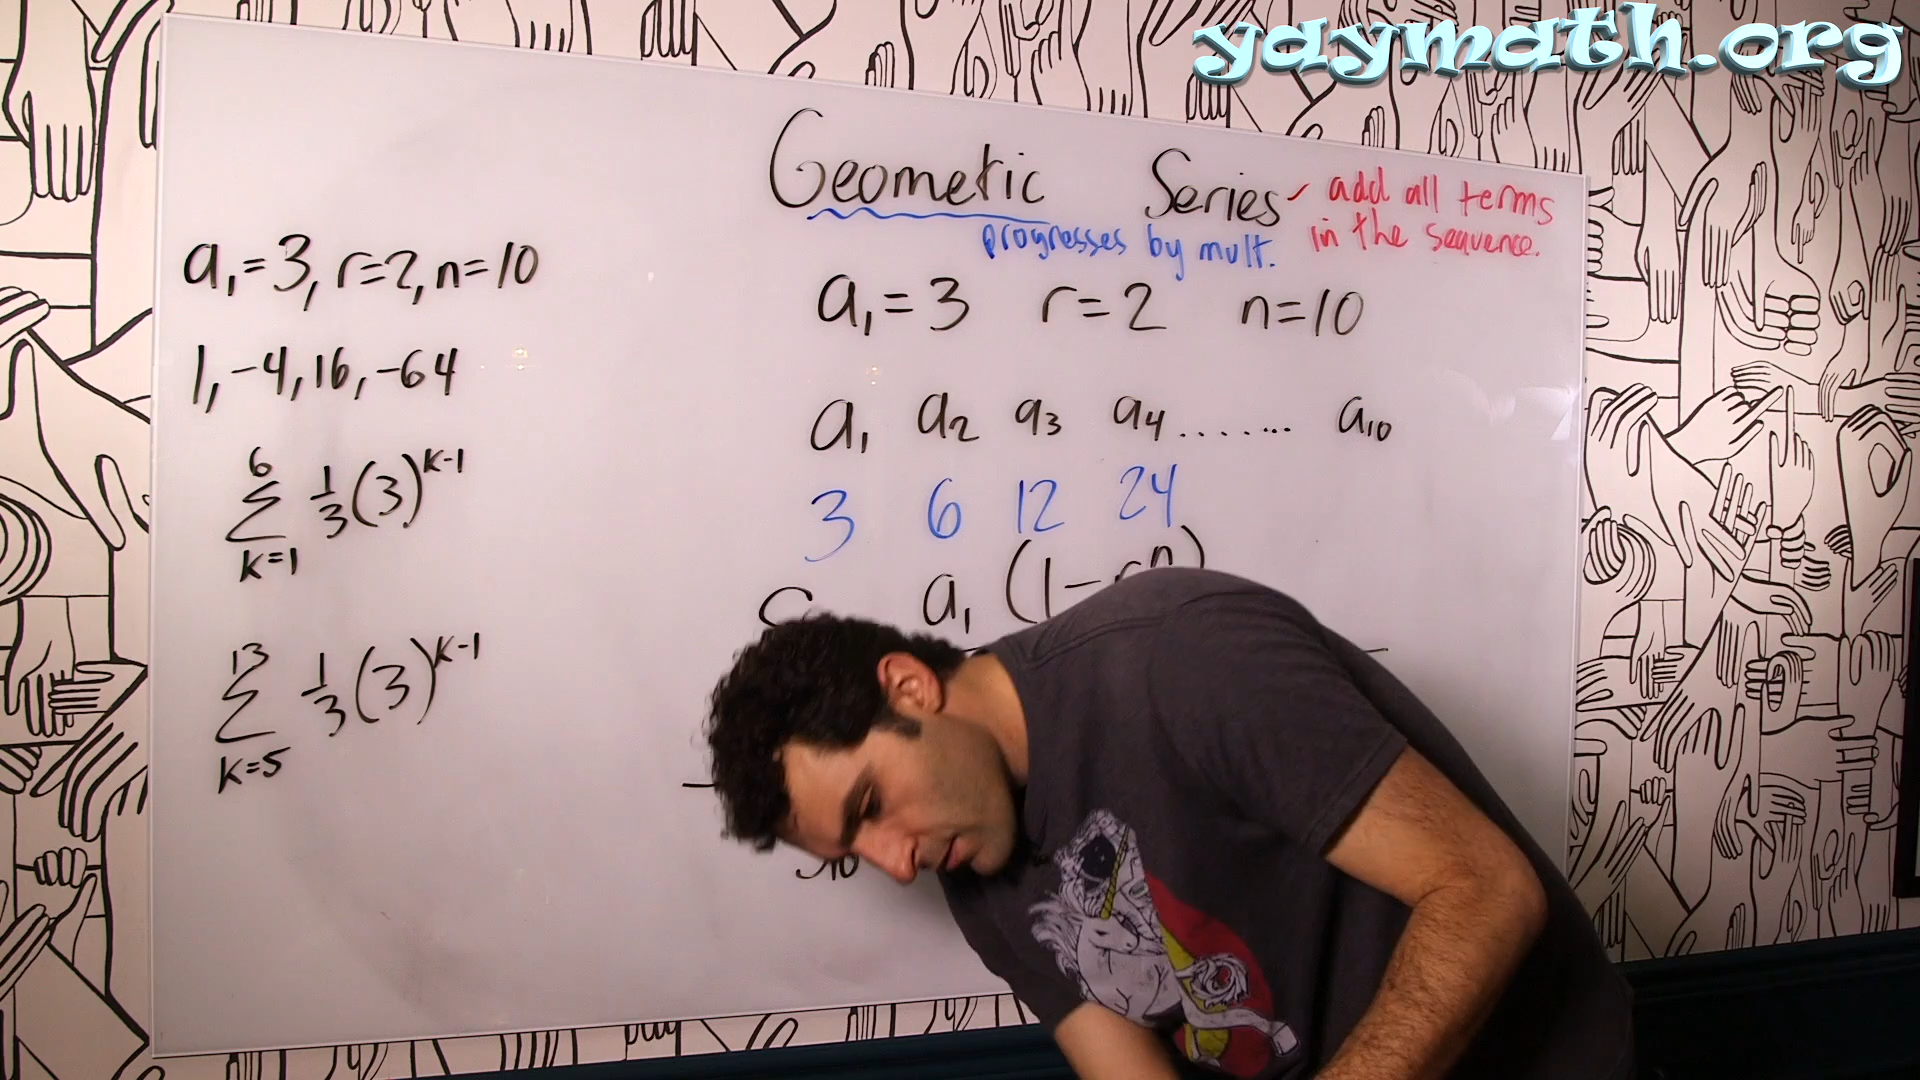 yaymath.org
Geometric Series - add all terms
in the sequence.
progresses by mult.
a₁=3, r=2, n=10
a₁=3 r=2 n=10
1, -4, 16, -64
a₁ a₂ a₃ a₄ ....... a₁₀
3 6 12 24
6
∑ 1/3 (3)^(k-1)
k=1
a₁ (1-rⁿ)
13
∑ 1/3 (3)^(k-1)
k=5
S₁₀